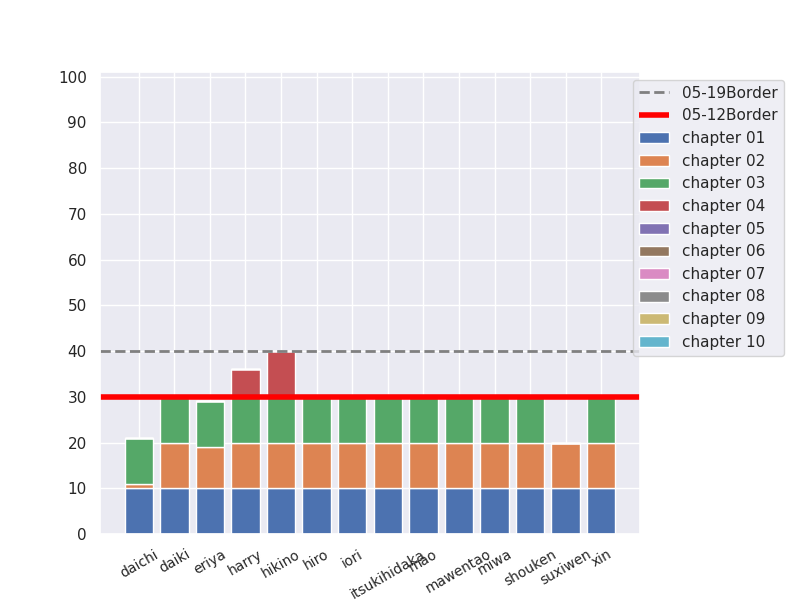 100
90
80
70
60
50
40
30
20
10
0
daichi
daiki
eriya
harry
hikino
hiro
iori
itsukihidaka
mao
mawentao
miwa
shouken
suxiwen
xin
05-19Border
05-12Border
chapter 01
chapter 02
chapter 03
chapter 04
chapter 05
chapter 06
chapter 07
chapter 08
chapter 09
chapter 10